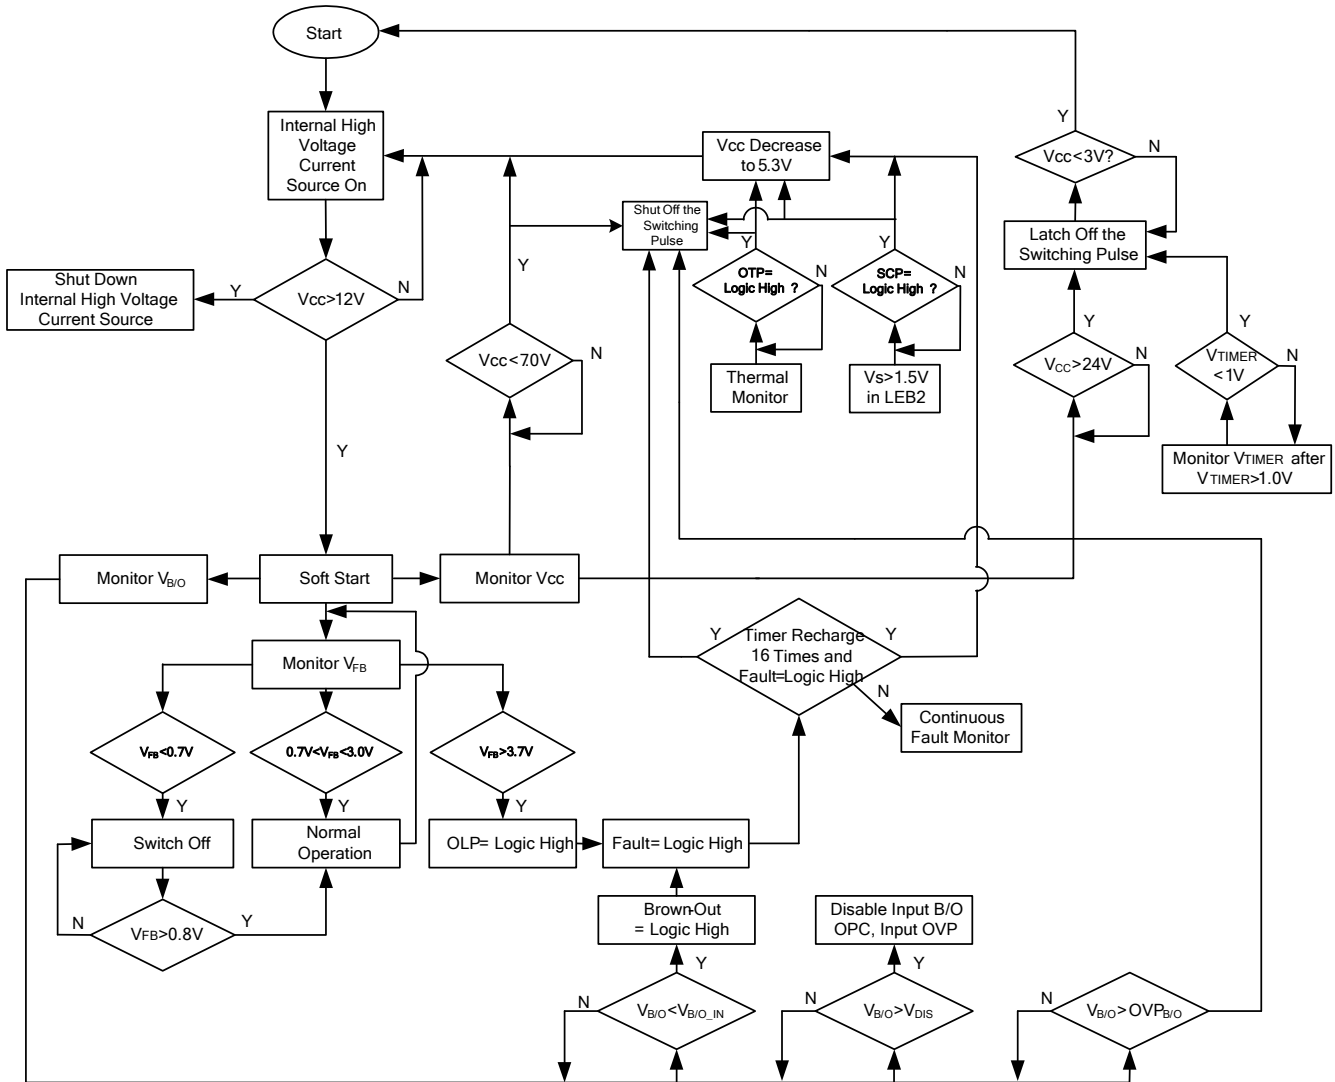 Start
Internal High
Voltage
Current
Source On
Vcc Decrease
to 5.3V
Y
Vcc<3V?
N
Shut Off the
Switching
Pulse
Latch Off the
Switching Pulse
Shut Down
Internal High Voltage
Current Source
Y
Vcc>12V
N
Y
Y
OTP=
Logic High ?
N
Y
SCP=
Logic High ?
N
Y
Vcc<7.0V
N
Thermal
Monitor
Vs>1.5V
in LEB2
Y
VCC>24V
N
Y
VTIMER
<1V
N
Monitor VTIMER after
VTIMER>1.0V
Y
Monitor VB/O
Soft Start
Monitor Vcc
Monitor VFB
Y
Timer Recharge
16 Times and
Fault=Logic High
Y
N
Continuous
Fault Monitor
VFB<0.7V
0.7V<VFB<3.0V
VFB>3.7V
Y
Y
Y
Switch Off
Normal
Operation
OLP= Logic High
Fault= Logic High
N
VFB>0.8V
Y
Brown-Out
= Logic High
Disable Input B/O
OPC, Input OVP
Y
Y
N
VB/O<VB/O_IN
N
VB/O>VDIS
N
VB/O>OVPB/O
Y